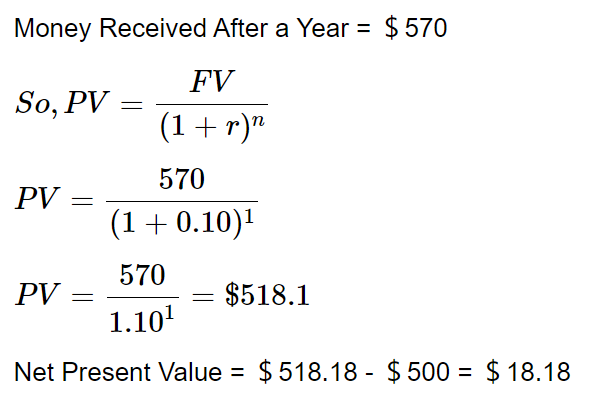 Money Received After a Year = $ 570
So, PV = FV / (1 + r)^n
PV = 570 / (1 + 0.10)^1
PV = 570 / 1.10^1 = $518.1
Net Present Value = $ 518.18 - $ 500 = $ 18.18